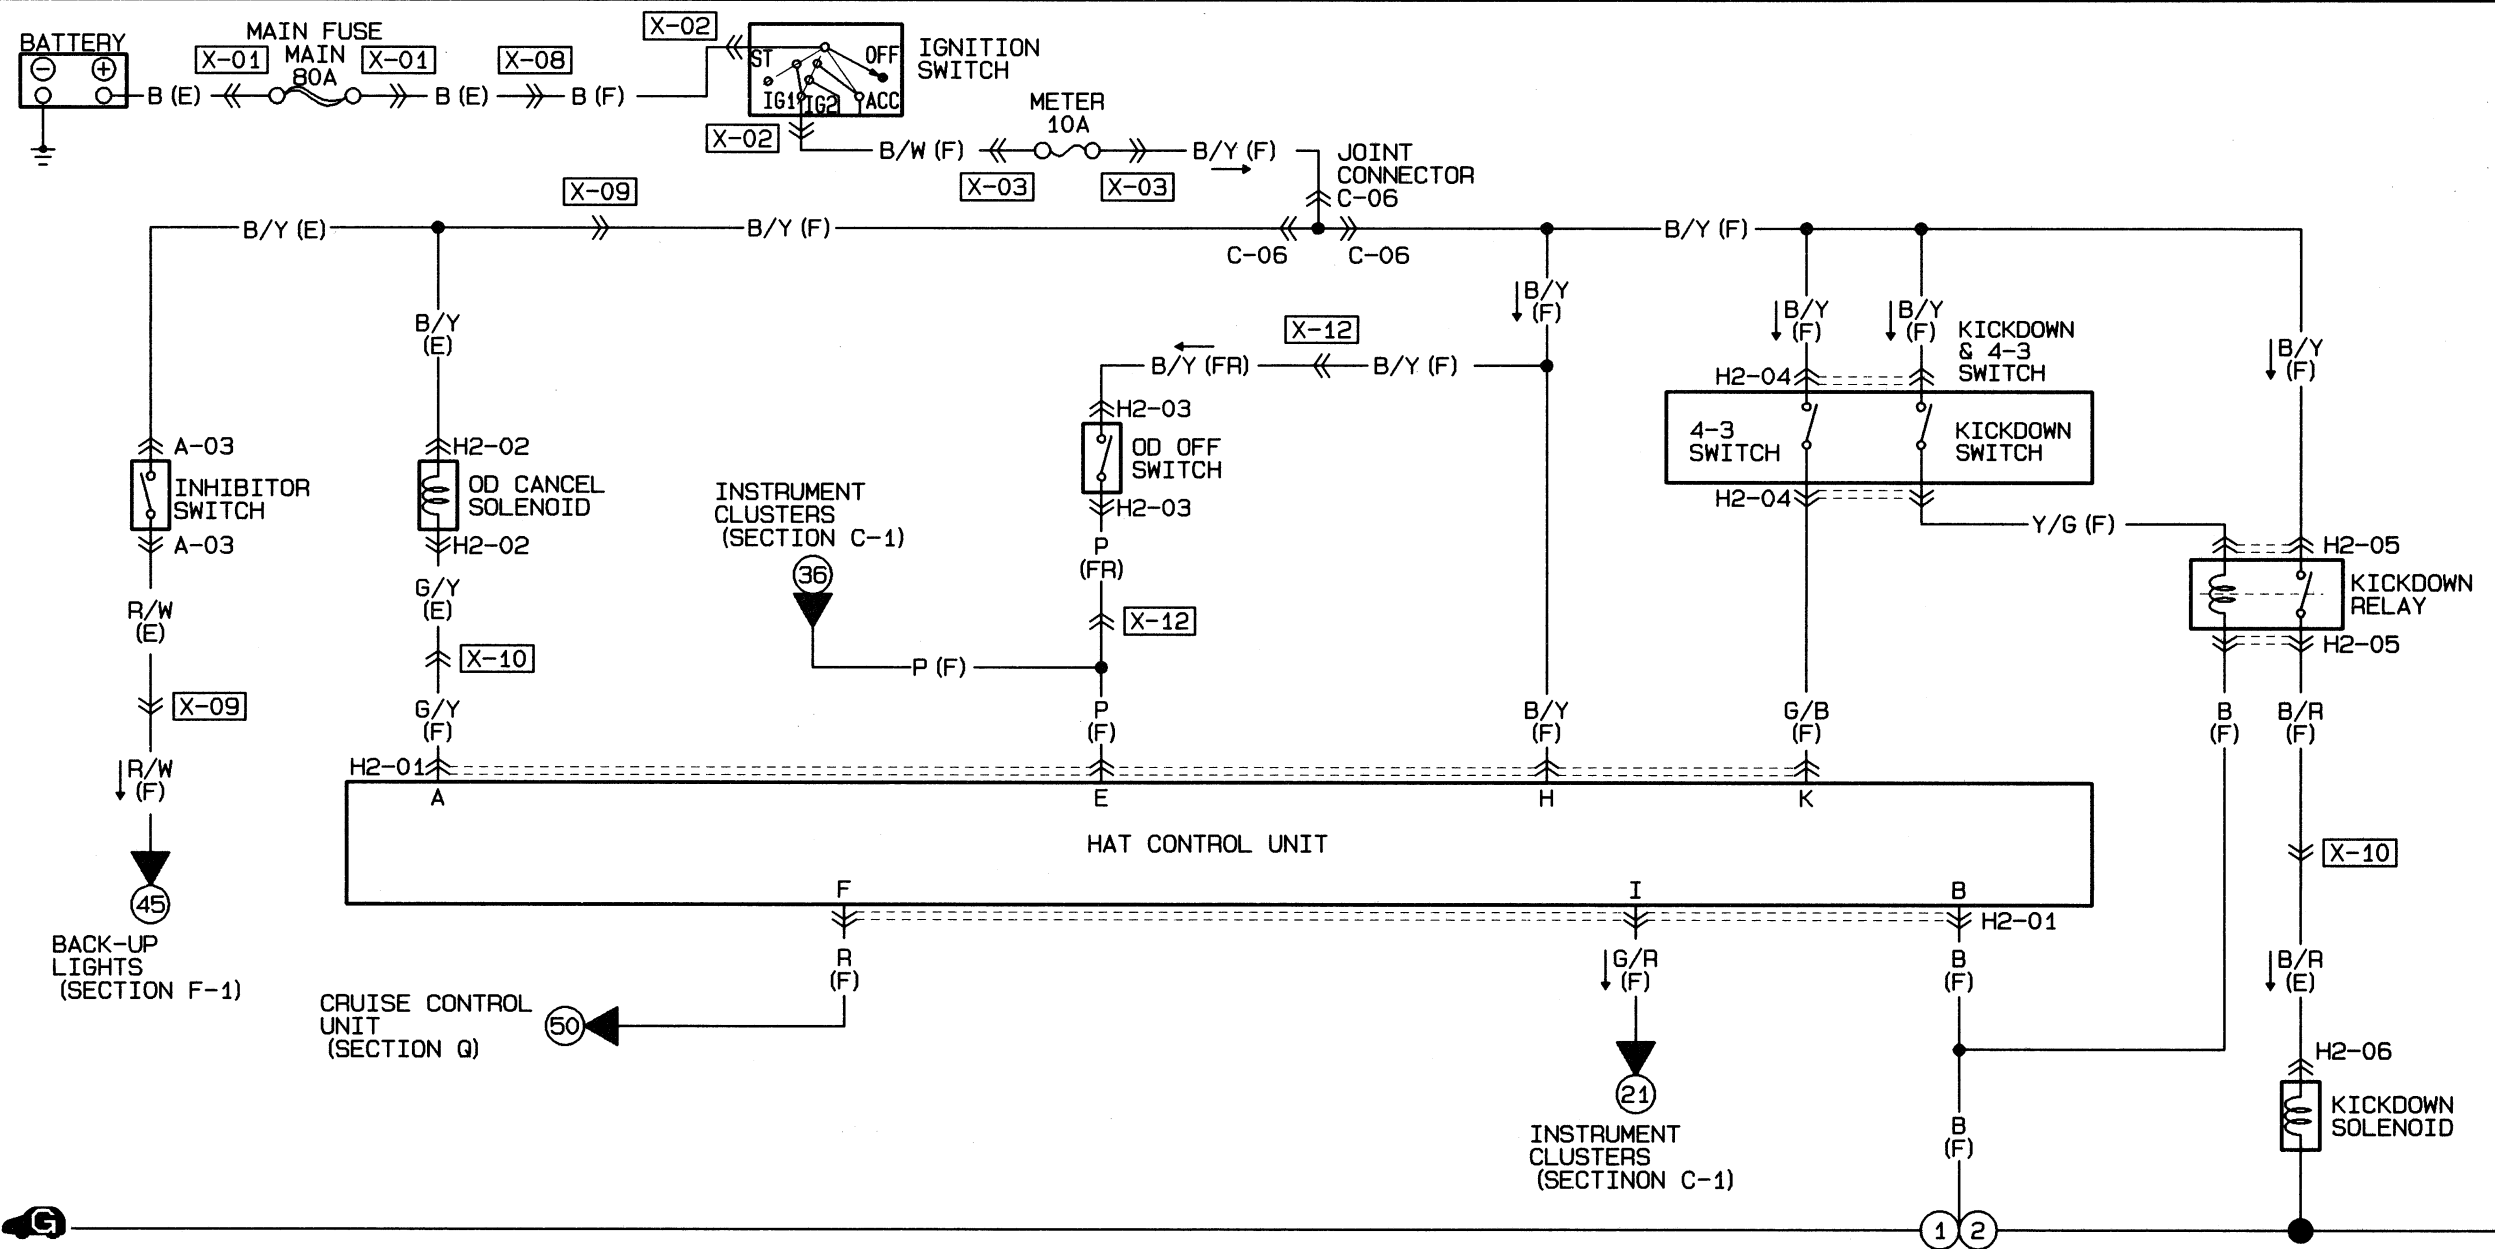 BATTERY
MAIN FUSE
MAIN
80A
X-01
X-01
X-08
X-02
B (E)
B (E)
B (F)
ST
OFF
IG1
IG2
ACC
IGNITION
SWITCH
X-02
B/W (F)
METER
10A
X-03
X-03
B/Y (F)
JOINT
CONNECTOR
C-06
X-09
B/Y (E)
B/Y (F)
C-06
C-06
B/Y (F)
B/Y
(E)
B/Y
(F)
X-12
B/Y (FR)
B/Y (F)
B/Y
(F)
B/Y
(F)
KICKDOWN
& 4-3
SWITCH
B/Y
(F)
H2-04
H2-03
4-3
SWITCH
KICKDOWN
SWITCH
A-03
H2-02
OD OFF
SWITCH
INHIBITOR
SWITCH
OD CANCEL
SOLENOID
INSTRUMENT
CLUSTERS
(SECTION C-1)
36
H2-03
H2-04
Y/G (F)
A-03
H2-02
H2-05
P
(FR)
G/Y
(E)
R/W
(E)
X-12
KICKDOWN
RELAY
H2-05
X-10
P (F)
X-09
G/Y
(F)
P
(F)
B/Y
(F)
G/B
(F)
B
(F)
B/R
(F)
R/W
(F)
H2-01
A
E
H
K
HAT CONTROL UNIT
X-10
F
I
B
45
BACK-UP
LIGHTS
(SECTION F-1)
H2-01
R
(F)
G/R
(F)
B
(F)
B/R
(E)
CRUISE CONTROL
UNIT
(SECTION Q)
50
H2-06
21
INSTRUMENT
CLUSTERS
(SECTINON C-1)
B
(F)
KICKDOWN
SOLENOID
G
1
2